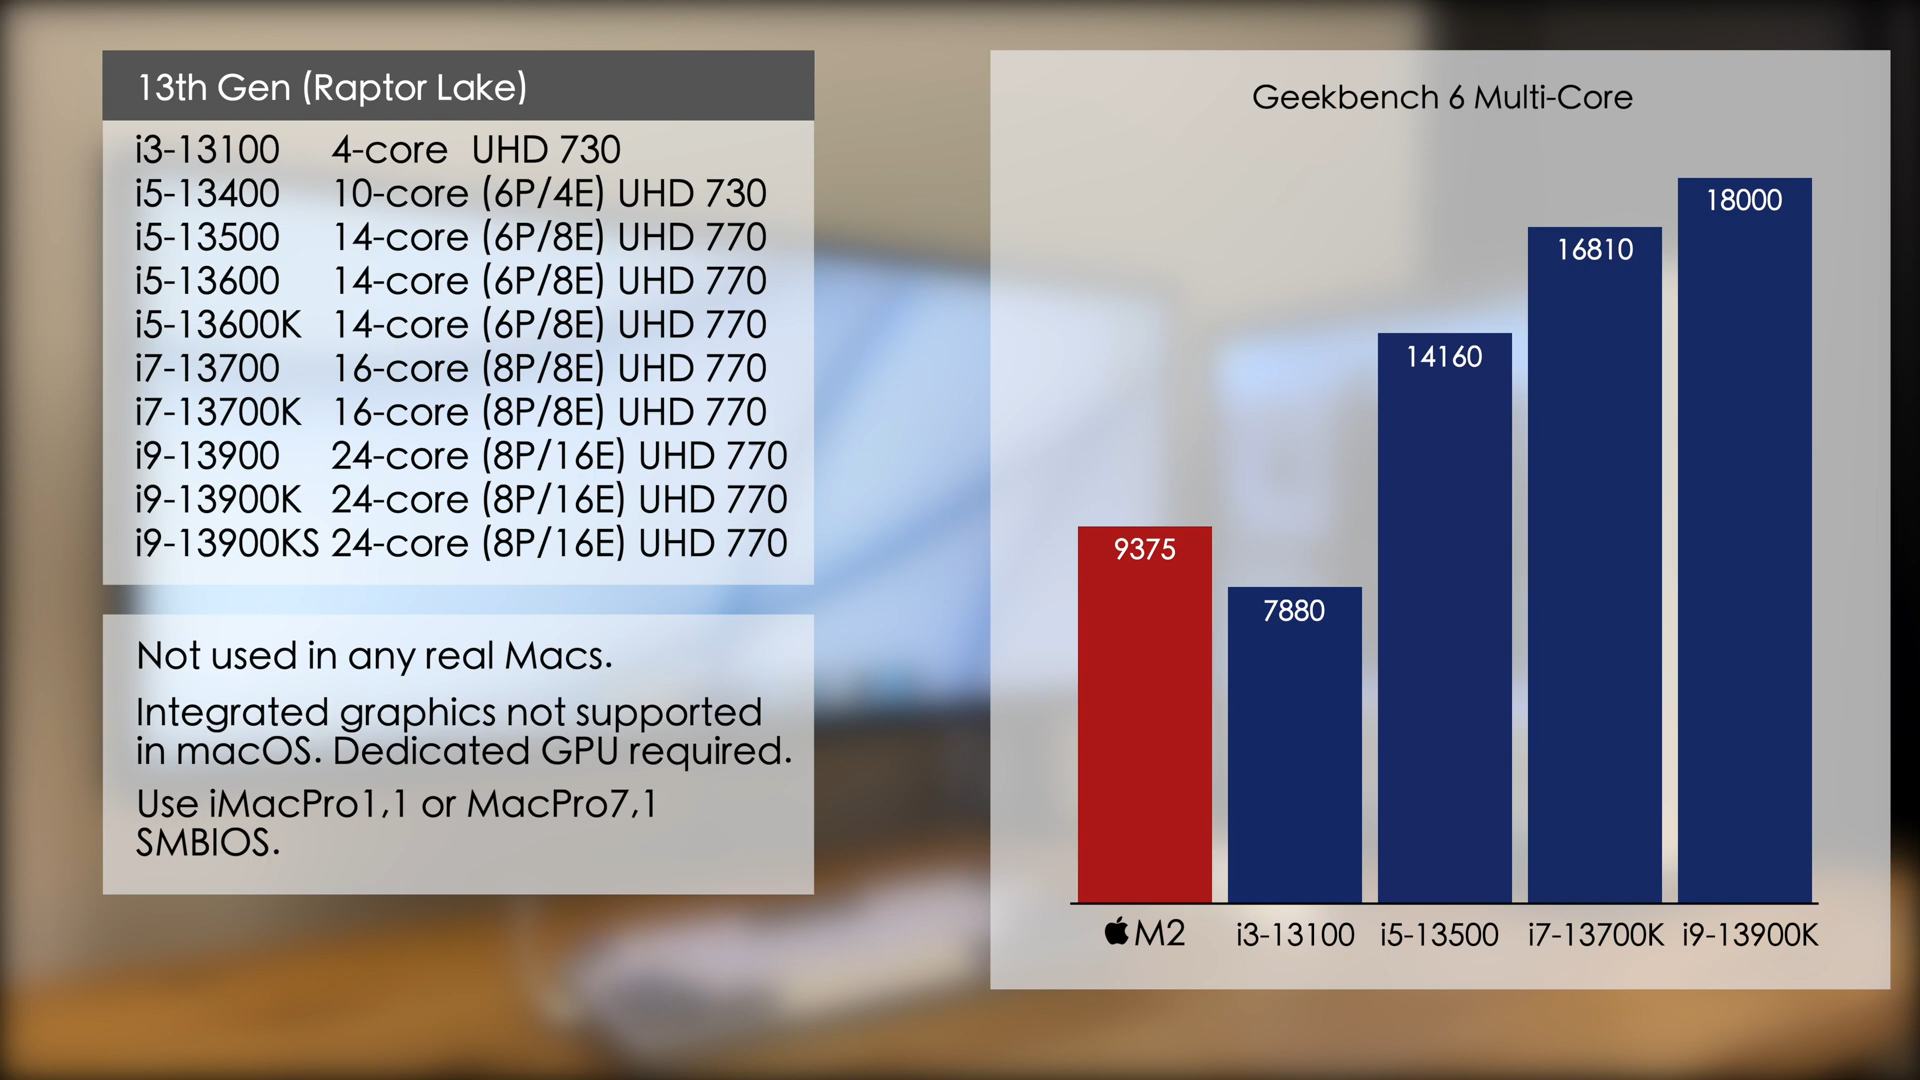 13th Gen (Raptor Lake)
i3-13100 4-core UHD 730
i5-13400 10-core (6P/4E) UHD 730
i5-13500 14-core (6P/8E) UHD 770
i5-13600 14-core (6P/8E) UHD 770
i5-13600K 14-core (6P/8E) UHD 770
i7-13700 16-core (8P/8E) UHD 770
i7-13700K 16-core (8P/8E) UHD 770
i9-13900 24-core (8P/16E) UHD 770
i9-13900K 24-core (8P/16E) UHD 770
i9-13900KS 24-core (8P/16E) UHD 770
Not used in any real Macs.
Integrated graphics not supported
in macOS. Dedicated GPU required.
Use iMacPro1,1 or MacPro7,1
SMBIOS.
Geekbench 6 Multi-Core
9375
7880
14160
16810
18000
M2
i3-13100
i5-13500
i7-13700K
i9-13900K